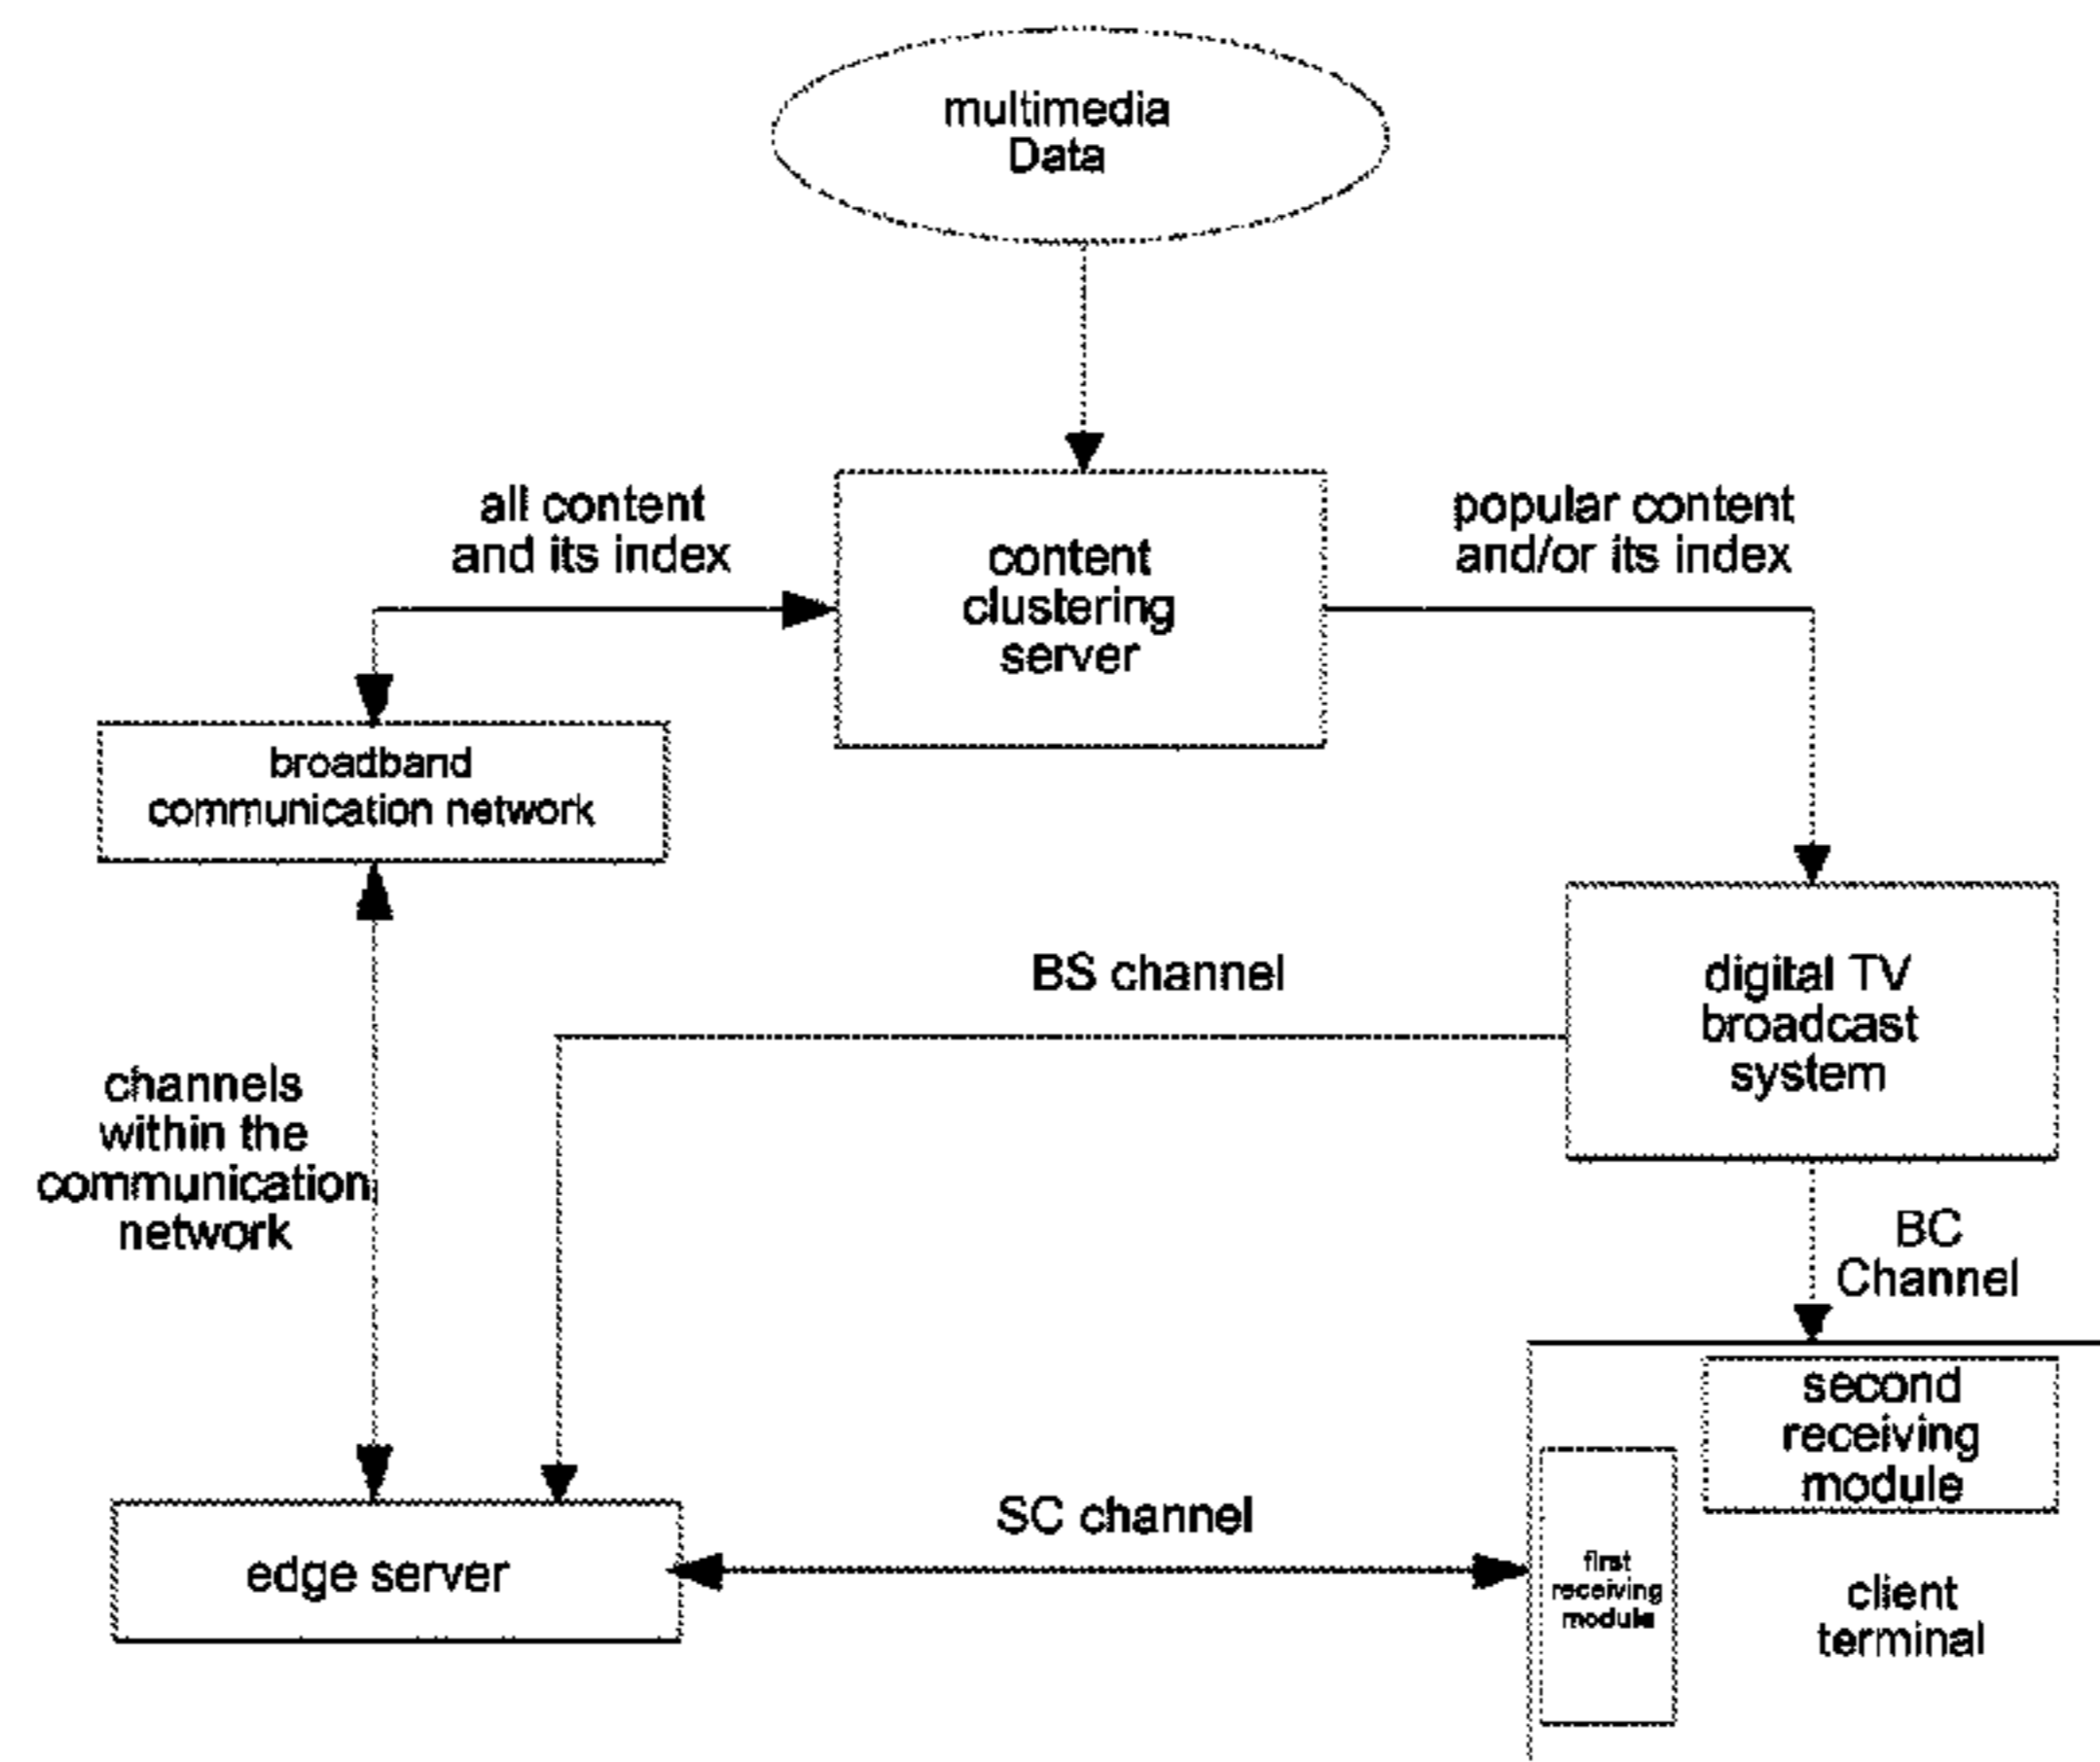 multimedia
Data
all content
and its index
content
clustering
server
popular content
and/or its index
broadband
communication network
BS channel
digital TV
broadcast
system
channels
within the
communication
network
BC
Channel
second
receiving
module
edge server
SC channel
first
receiving
module
client
terminal